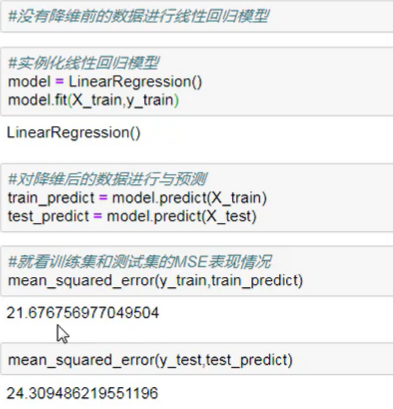 #没有降维前的数据进行线性回归模型
#实例化线性回归模型
model = LinearRegression()
model.fit(X_train,y_train)
LinearRegression()
#对降维后的数据进行与预测
train_predict = model.predict(X_train)
test_predict = model.predict(X_test)
#就看训练集和测试集的MSE表现情况
mean_squared_error(y_train,train_predict)
21.676756977049504
mean_squared_error(y_test,test_predict)
24.309486219551196